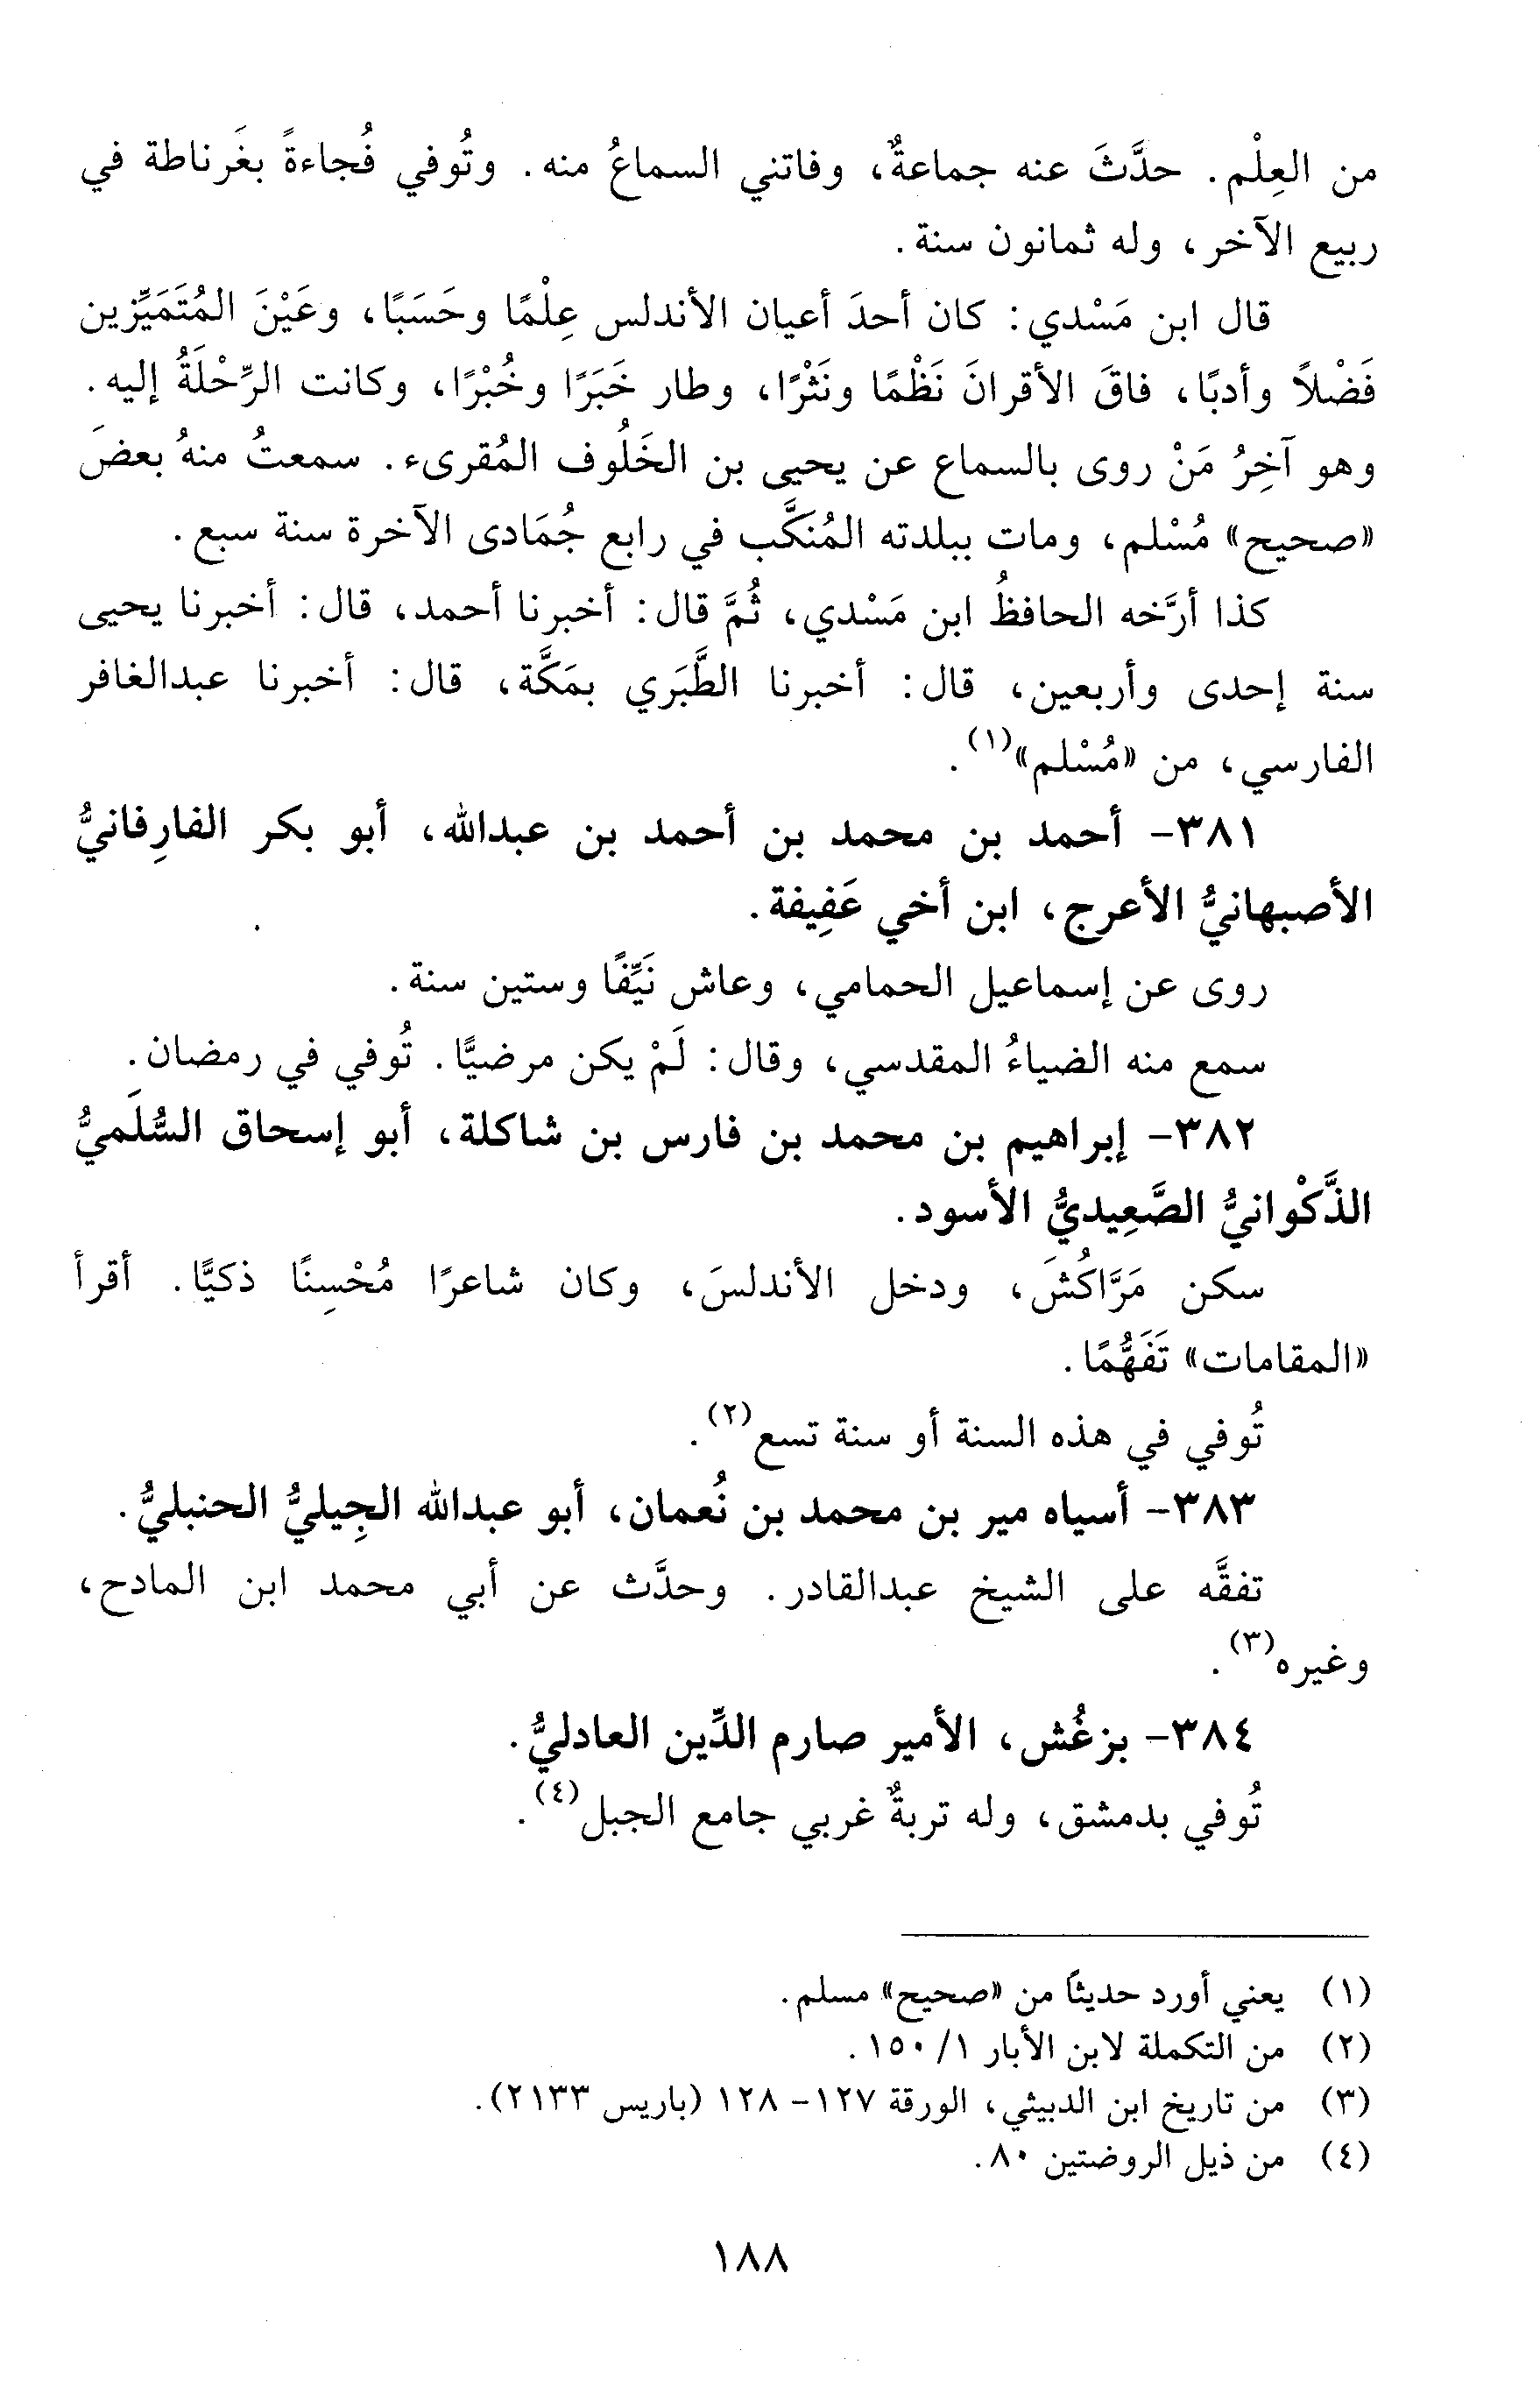 من العِلْم. حدَّثَ عنه جماعةٌ، وفاتني السماعُ منه. وتُوفي فُجاءةً بغَرناطة في
ربيع الآخر، وله ثمانون سنة.
قال ابن مَسْدي: كان أحدَ أعيان الأندلس عِلْمًا وحَسَبًا، وعَيْنَ المُتَمَيِّزين
فَضْلاً وأدبًا، فاقَ الأقرانَ نَظْمًا ونَثْرًا، وطار خَبَرًا وخُبْرًا، وكانت الرِّحْلَةُ إليه.
وهو آخِرُ مَنْ روى بالسماع عن يحيى بن الخَلُوف المُقرىء. سمعتُ منهُ بعضَ
«صحيح» مُسْلم، ومات ببلدته المُنكَّب في رابع جُمَادى الآخرة سنة سبع.
كذا أرَّخه الحافظُ ابن مَسْدي، ثُمَّ قال: أخبرنا أحمد، قال: أخبرنا يحيى
سنة إحدى وأربعين، قال: أخبرنا الطَّبَري بمَكَّة، قال: أخبرنا عبدالغافر
الفارسي، من «مُسْلم»(١).
٣٨١- أحمد بن محمد بن أحمد بن عبدالله، أبو بكر الفارِفانيُّ
الأصبهانيُّ الأعرج، ابن أخي عَفِيفة.
روى عن إسماعيل الحمامي، وعاش نَيِّفًا وستين سنة.
سمع منه الضياءُ المقدسي، وقال: لَمْ يكن مرضيًّا. تُوفي في رمضان.
٣٨٢- إبراهيم بن محمد بن فارس بن شاكلة، أبو إسحاق السُّلَميُّ
الذَّكْوانيُّ الصَّعِيديُّ الأسود.
سكن مَرَّاكُشَ، ودخل الأندلسَ، وكان شاعرًا مُحْسِنًا ذكيًّا. أقرأ
«المقامات» تَفَهُّمًا.
تُوفي في هذه السنة أو سنة تسع(٢).
٣٨٣- أسياه مير بن محمد بن نُعمان، أبو عبدالله الجِيليُّ الحنبليُّ.
تفقَّه على الشيخ عبدالقادر. وحدَّث عن أبي محمد ابن المادح،
وغيره(٣).
٣٨٤- بزغُش، الأمير صارم الدِّين العادليُّ.
تُوفي بدمشق، وله تربةٌ غربي جامع الجبل(٤).
(١) يعني أورد حديثًا من «صحيح» مسلم.
(٢) من التكملة لابن الأبار ١/ ١٥٠.
(٣) من تاريخ ابن الدبيثي، الورقة ١٢٧- ١٢٨ (باريس ٢١٣٣).
(٤) من ذيل الروضتين ٨٠.
١٨٨